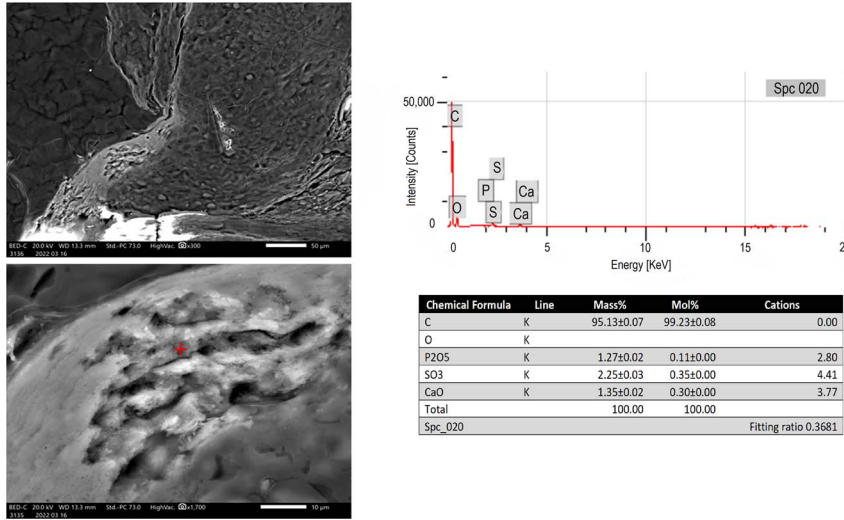 BED-C 20.0 kV WD 13.3 mm Std.-PC 73.0 HighVac. x300 50 μm
3136 2022 03 16
BED-C 20.0 kV WD 13.3 mm Std.-PC 73.0 HighVac. x1,700 10 μm
3135 2022 03 16
Spc 020
50,000
C
S
P
Ca
O
S
Ca
0
0 5 10 15 2
Intensity [Counts]
Energy [KeV]
Chemical Formula Line Mass% Mol% Cations
C K 95.13±0.07 99.23±0.08 0.00
O K
P2O5 K 1.27±0.02 0.11±0.00 2.80
SO3 K 2.25±0.03 0.35±0.00 4.41
CaO K 1.35±0.02 0.30±0.00 3.77
Total 100.00 100.00
Spc_020 Fitting ratio 0.3681